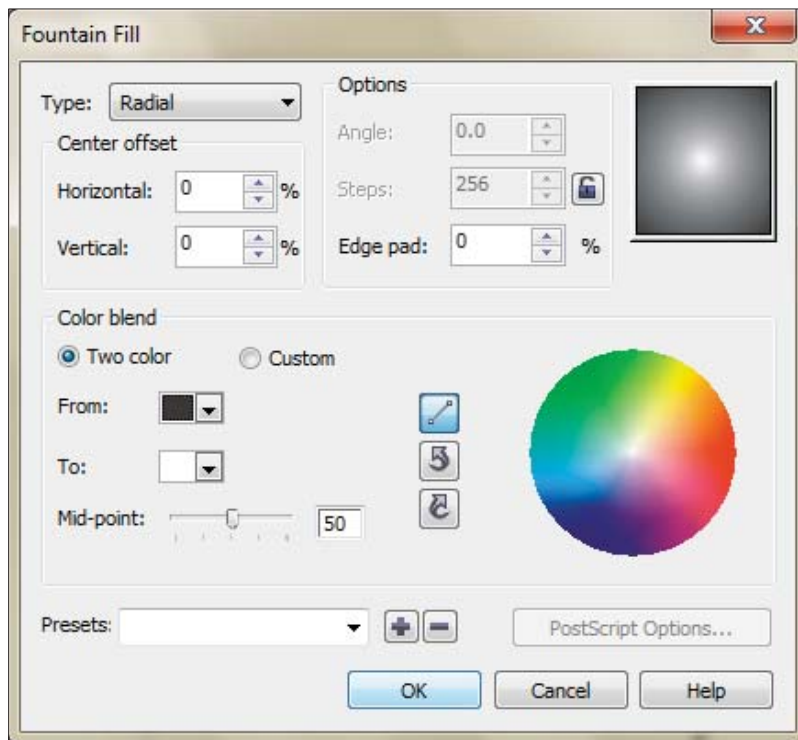 Fountain Fill
Type: Radial
Center offset
Horizontal: 0 %
Vertical: 0 %
Options
Angle: 0.0
Steps: 256
Edge pad: 0 %
Color blend
Two color Custom
From:
To:
Mid-point: 50
Presets:
PostScript Options...
OK Cancel Help